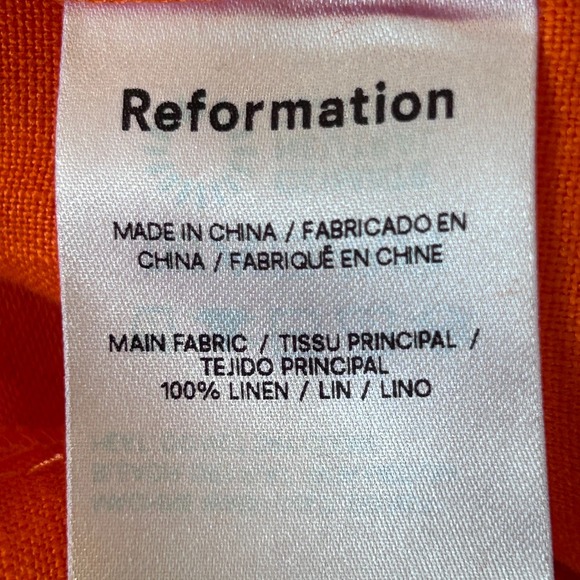 Reformation
MADE IN CHINA / FABRICADO EN
CHINA / FABRIQUÉ EN CHINE
MAIN FABRIC / TISSU PRINCIPAL /
TEJIDO PRINCIPAL
100% LINEN / LIN / LINO